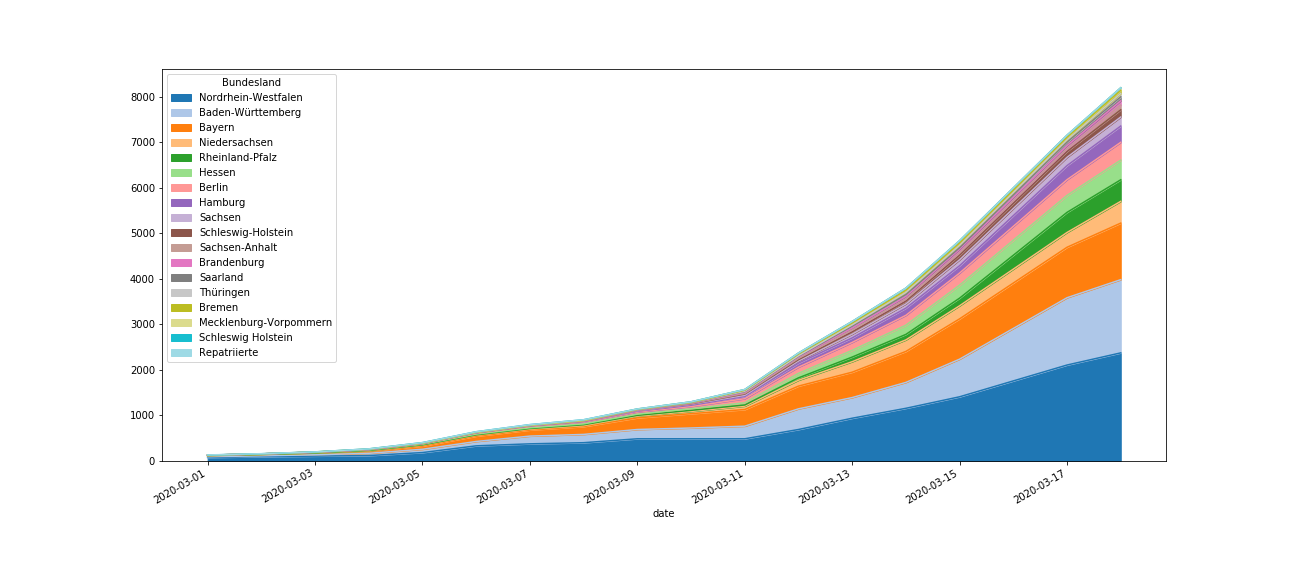 Bundesland
Nordrhein-Westfalen
Baden-Württemberg
Bayern
Niedersachsen
Rheinland-Pfalz
Hessen
Berlin
Hamburg
Sachsen
Schleswig-Holstein
Sachsen-Anhalt
Brandenburg
Saarland
Thüringen
Bremen
Mecklenburg-Vorpommern
Schleswig Holstein
Repatriierte
8000
7000
6000
5000
4000
3000
2000
1000
0
2020-03-01
2020-03-03
2020-03-05
2020-03-07
2020-03-09
2020-03-11
2020-03-13
2020-03-15
2020-03-17
date